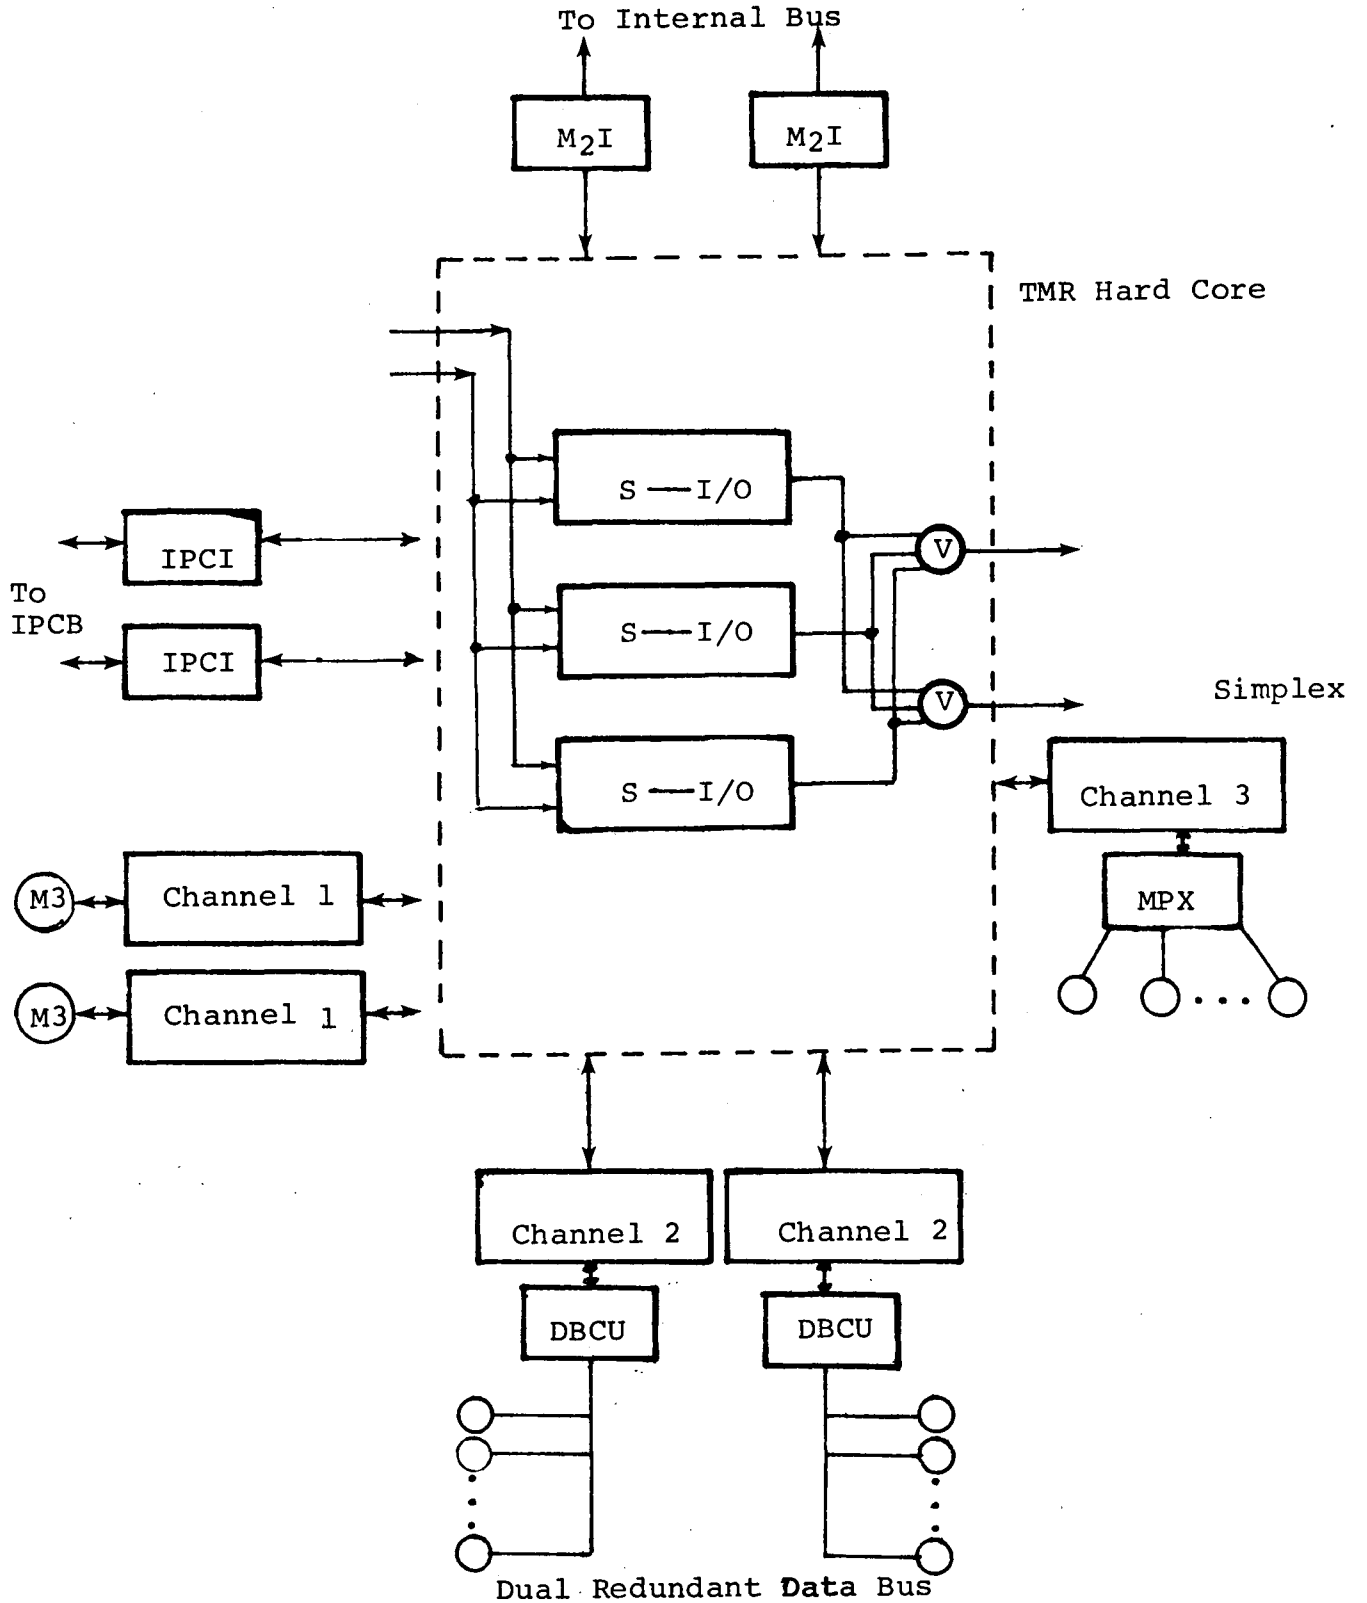 To Internal Bus
M2I
M2I
TMR Hard Core
S — I/O
V
IPCI
To
IPCB
S — I/O
IPCI
V
Simplex
S — I/O
Channel 3
M3
Channel 1
MPX
M3
Channel 1
Channel 2
Channel 2
DBCU
DBCU
Dual Redundant Data Bus